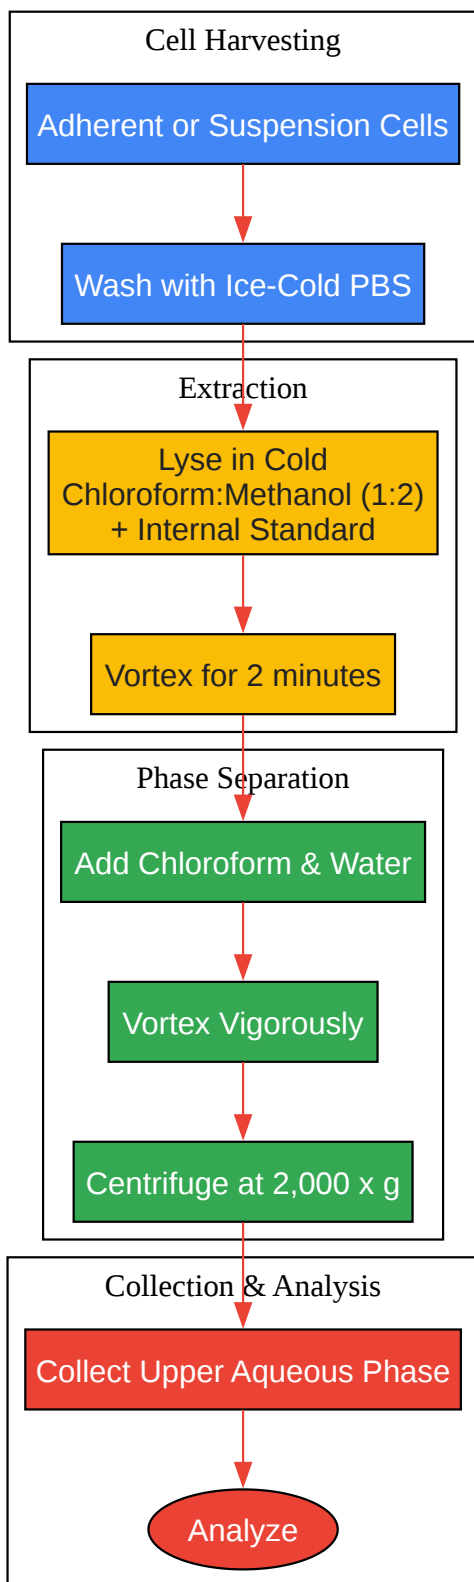 Cell Harvesting
Adherent or Suspension Cells
Wash with Ice-Cold PBS
Extraction
Lyse in Cold
Chloroform:Methanol (1:2)
+ Internal Standard
Vortex for 2 minutes
Phase Separation
Add Chloroform & Water
Vortex Vigorously
Centrifuge at 2,000 x g
Collection & Analysis
Collect Upper Aqueous Phase
Analyze